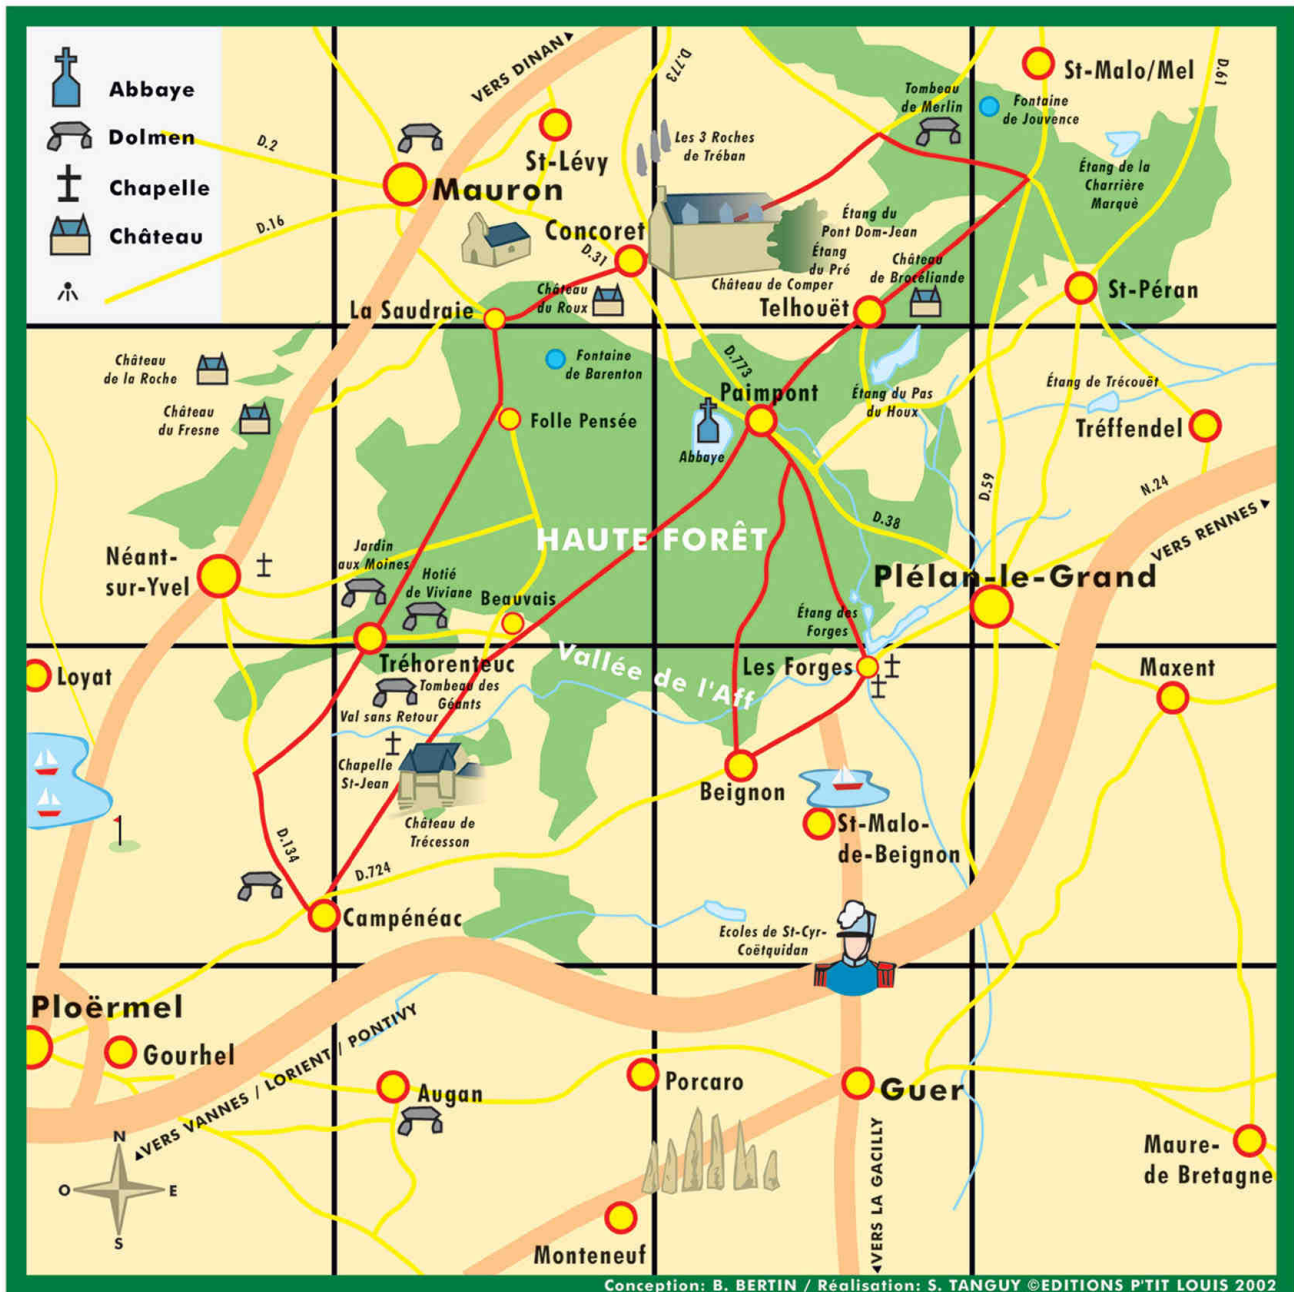 Abbaye
Dolmen
Chapelle
Château
VERS DINAN
D.773
D.2
D.16
St-Lévy
Mauron
Les 3 Roches
de Tréban
Tombeau
de Merlin
Fontaine
de Jouvence
St-Malo/Mel
D.61
Étang de la
Charrière
Marquè
Concoret
D.31
Étang du
Pont Dom-Jean
Étang
du Pré
Château de Comper
Château
de Brocéliande
Telhouët
St-Péran
La Saudraie
Château
du Roux
Château
de la Roche
Château
du Fresne
Fontaine
de Barenton
Folle Pensée
D.773
Paimpont
Abbaye
Étang du Pas
du Houx
Étang de Trécouët
Tréffendel
D.59
N.24
VERS RENNES
D.38
HAUTE FORÊT
Plélan-le-Grand
Néant-
sur-Yvel
Jardin
aux Moines
Hotié
de Viviane
Beauvais
Étang des
Forges
Les Forges
Vallée de l'Aff
Loyat
Tréhorenteuc
Tombeau des
Géants
Val sans Retour
Chapelle
St-Jean
Château de
Trécesson
Maxent
Beignon
St-Malo-
de-Beignon
D.134
D.724
Campénéac
Ecoles de St-Cyr-
Coëtquidan
Ploërmel
Gourhel
VERS VANNES / LORIENT / PONTIVY
Augan
Porcaro
Guer
VERS LA GACILLY
Maure-
de Bretagne
Monteneuf
N
O
E
S
Conception: B. BERTIN / Réalisation: S. TANGUY ©EDITIONS P'TIT LOUIS 2002